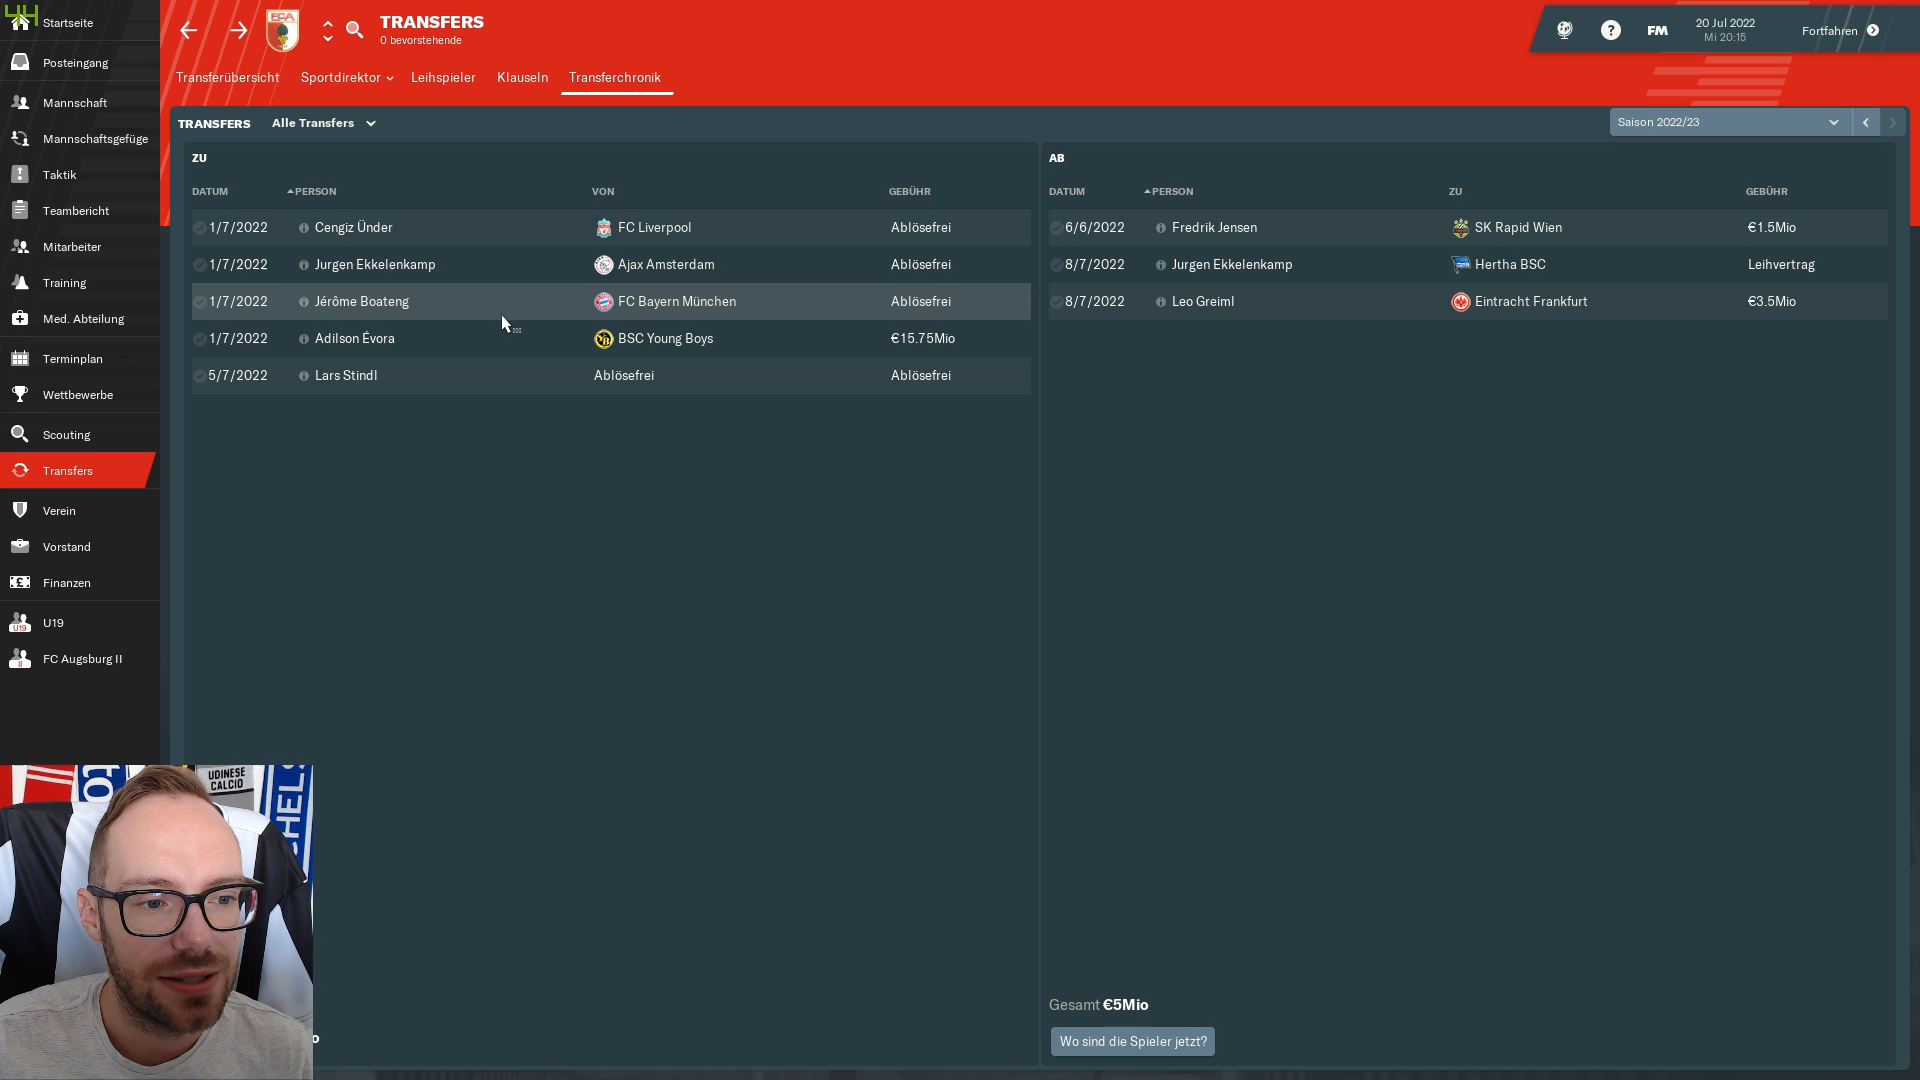 44
Startseite
Posteingang
Mannschaft
Mannschaftsgefüge
Taktik
Teambericht
Mitarbeiter
Training
Med. Abteilung
Terminplan
Wettbewerbe
Scouting
Transfers
Verein
Vorstand
Finanzen
U19
U19
II
FC Augsburg II
FCA
TRANSFERS
0 bevorstehende
FM
20 Jul 2022
Mi 20:15
Fortfahren
Transferübersicht Sportdirektor Leihspieler Klauseln Transferchronik
TRANSFERS Alle Transfers
Saison 2022/23
ZU
DATUM PERSON VON GEBÜHR
1/7/2022 Cengiz Ünder FC Liverpool Ablösefrei
1/7/2022 Jurgen Ekkelenkamp Ajax Amsterdam Ablösefrei
1/7/2022 Jérôme Boateng FC Bayern München Ablösefrei
1/7/2022 Adilson Évora BSC Young Boys €15.75Mio
5/7/2022 Lars Stindl Ablösefrei Ablösefrei
AB
DATUM PERSON ZU GEBÜHR
6/6/2022 Fredrik Jensen SK Rapid Wien €1.5Mio
8/7/2022 Jurgen Ekkelenkamp Hertha BSC Leihvertrag
8/7/2022 Leo Greiml Eintracht Frankfurt €3.5Mio
Gesamt €5Mio
Wo sind die Spieler jetzt?
o
UDINESE
CALCIO
HELS
to